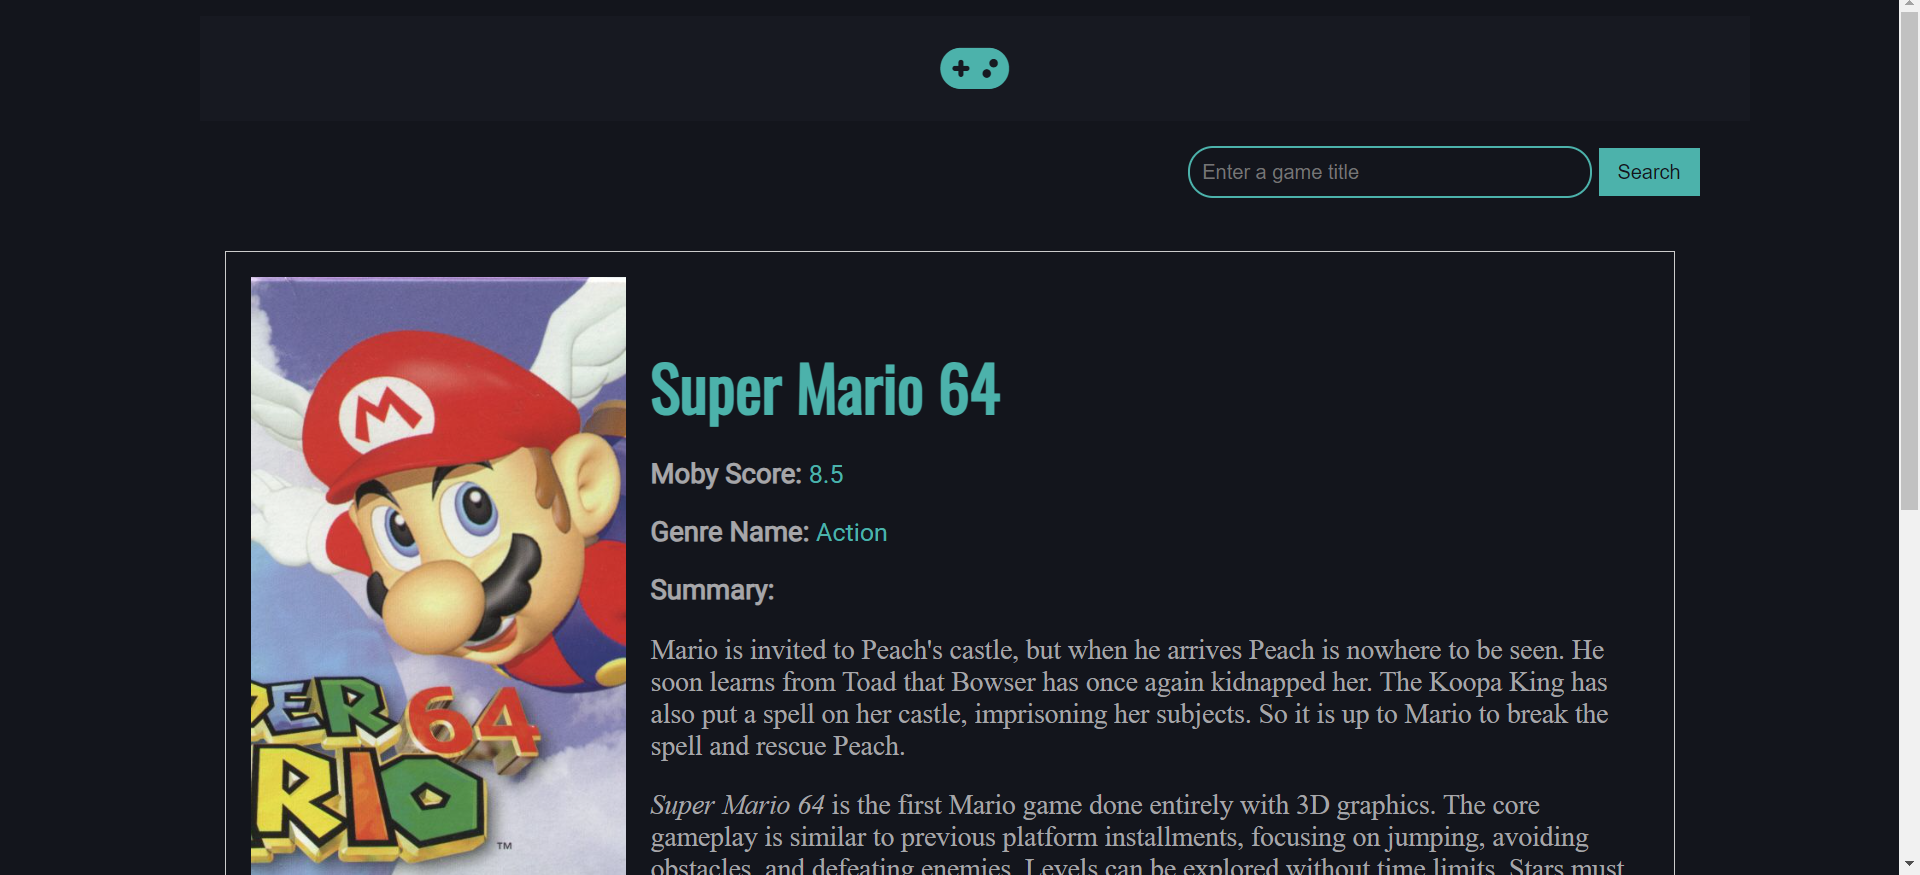 Enter a game title
Search
M
Super Mario 64
Moby Score: 8.5
Genre Name: Action
Summary:
Mario is invited to Peach's castle, but when he arrives Peach is nowhere to be seen. He
soon learns from Toad that Bowser has once again kidnapped her. The Koopa King has
also put a spell on her castle, imprisoning her subjects. So it is up to Mario to break the
spell and rescue Peach.
Super Mario 64 is the first Mario game done entirely with 3D graphics. The core
gameplay is similar to previous platform installments, focusing on jumping, avoiding
obstacles, and defeating enemies. Levels can be explored without time limits. Stars must
PER 64
RIO ™